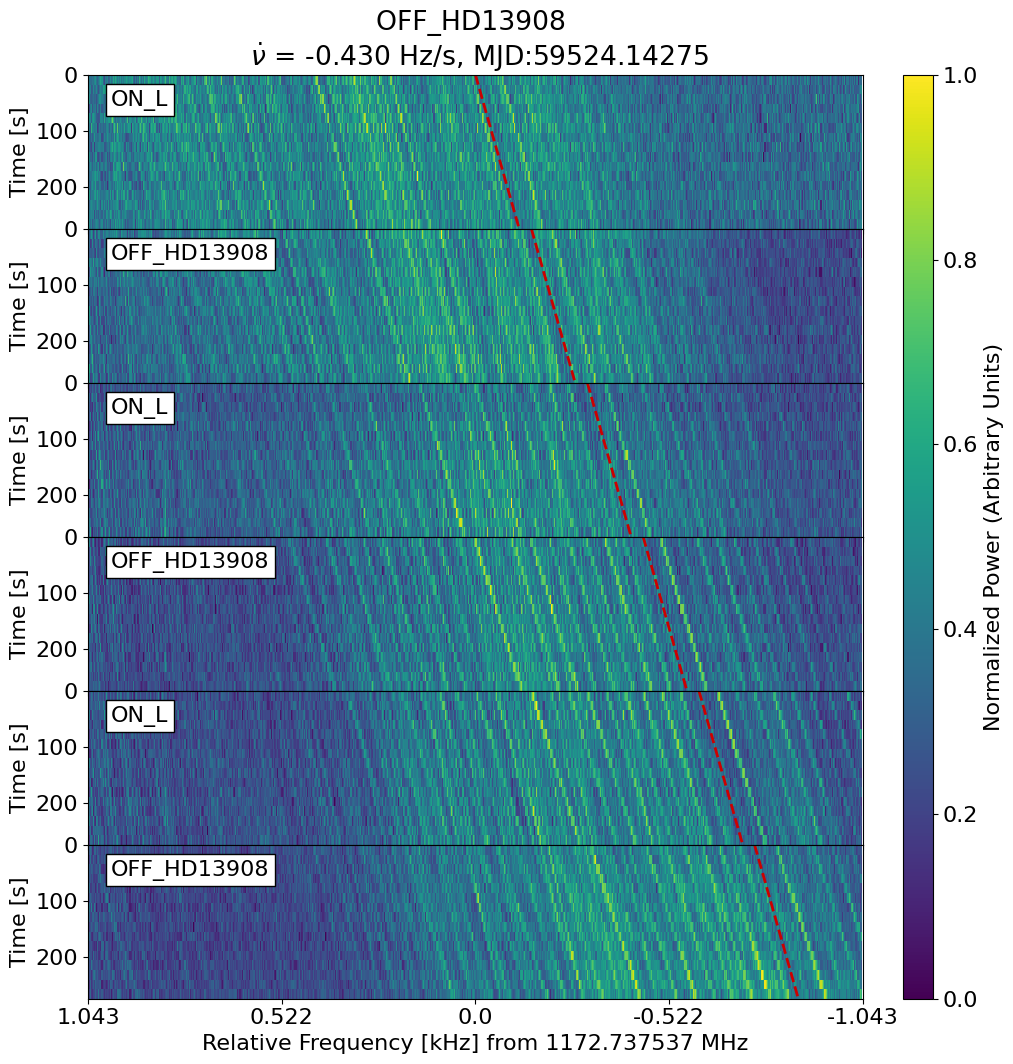 OFF_HD13908
ν̇ = -0.430 Hz/s, MJD:59524.14275
ON_L
OFF_HD13908
ON_L
OFF_HD13908
ON_L
OFF_HD13908
Time [s]
0
100
200
Time [s]
0
100
200
Time [s]
0
100
200
Time [s]
0
100
200
Time [s]
0
100
200
Time [s]
0
100
200
1.043 0.522 0.0 -0.522 -1.043
Relative Frequency [kHz] from 1172.737537 MHz
1.0
0.8
0.6
0.4
0.2
0.0
Normalized Power (Arbitrary Units)